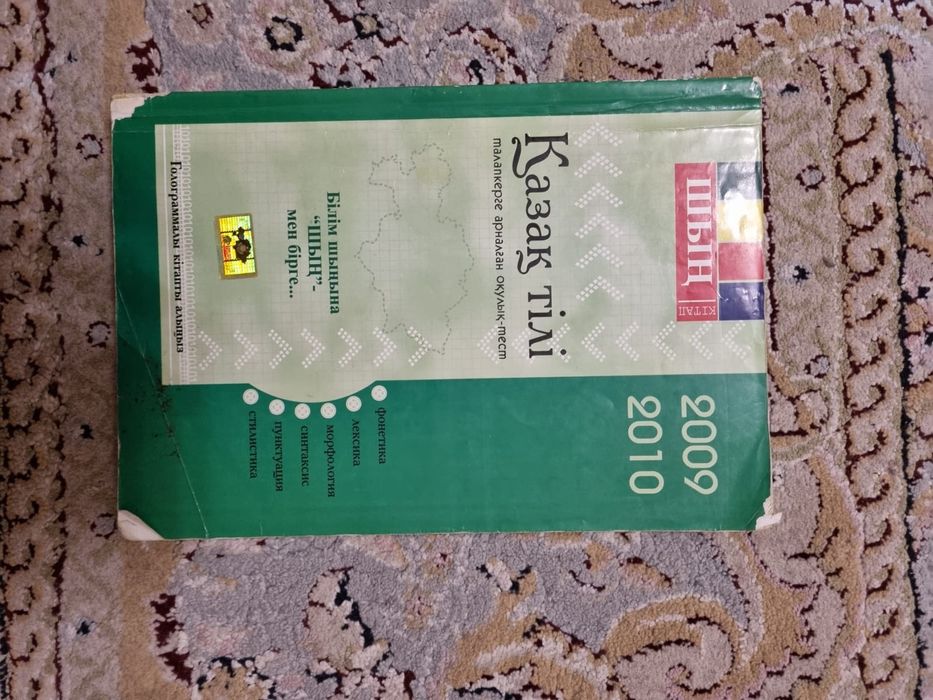 ШЫҢ
КІТАП
2009
2010
Қазақ тілі
талапкерге арналған оқулық-тест
фонетика
лексика
морфология
синтаксис
пунктуация
стилистика
Білім шыңына
"ШЫҢ"-
мен бірге...
Голограммалы кітапты алыңыз